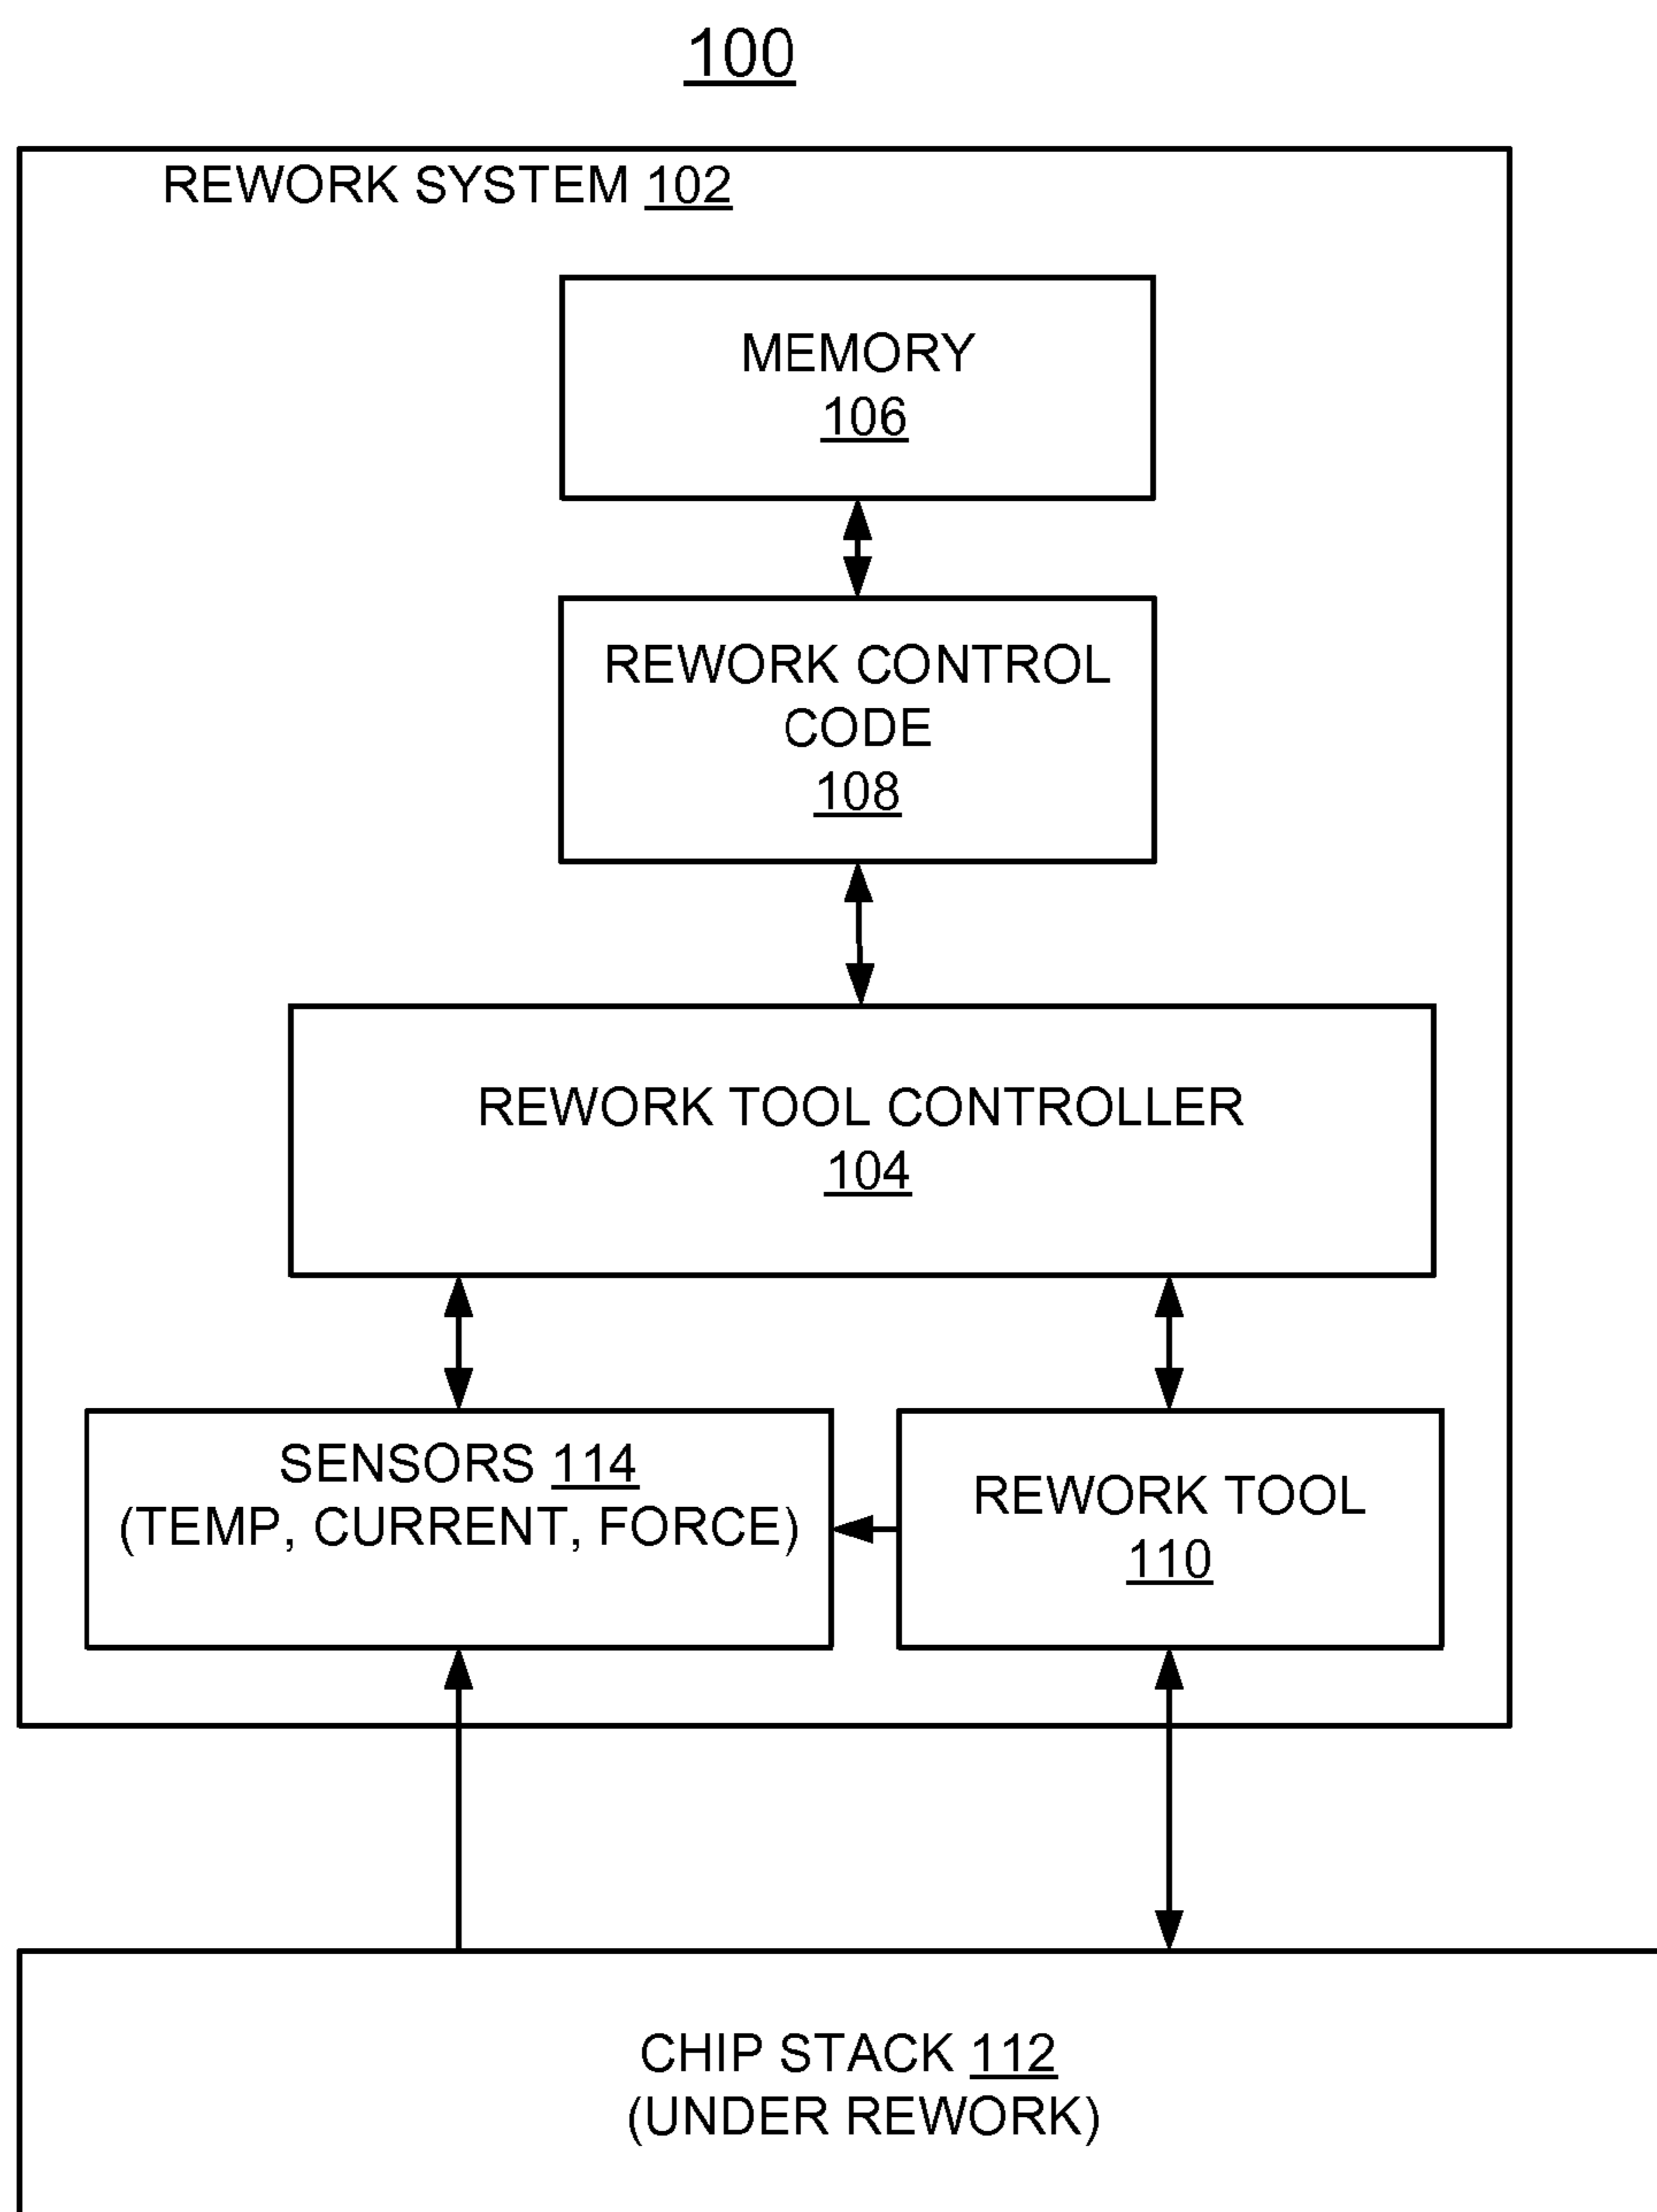 100
REWORK SYSTEM 102
MEMORY
106
REWORK CONTROL
CODE
108
REWORK TOOL CONTROLLER
104
SENSORS 114
(TEMP, CURRENT, FORCE)
REWORK TOOL
110
CHIP STACK 112
(UNDER REWORK)